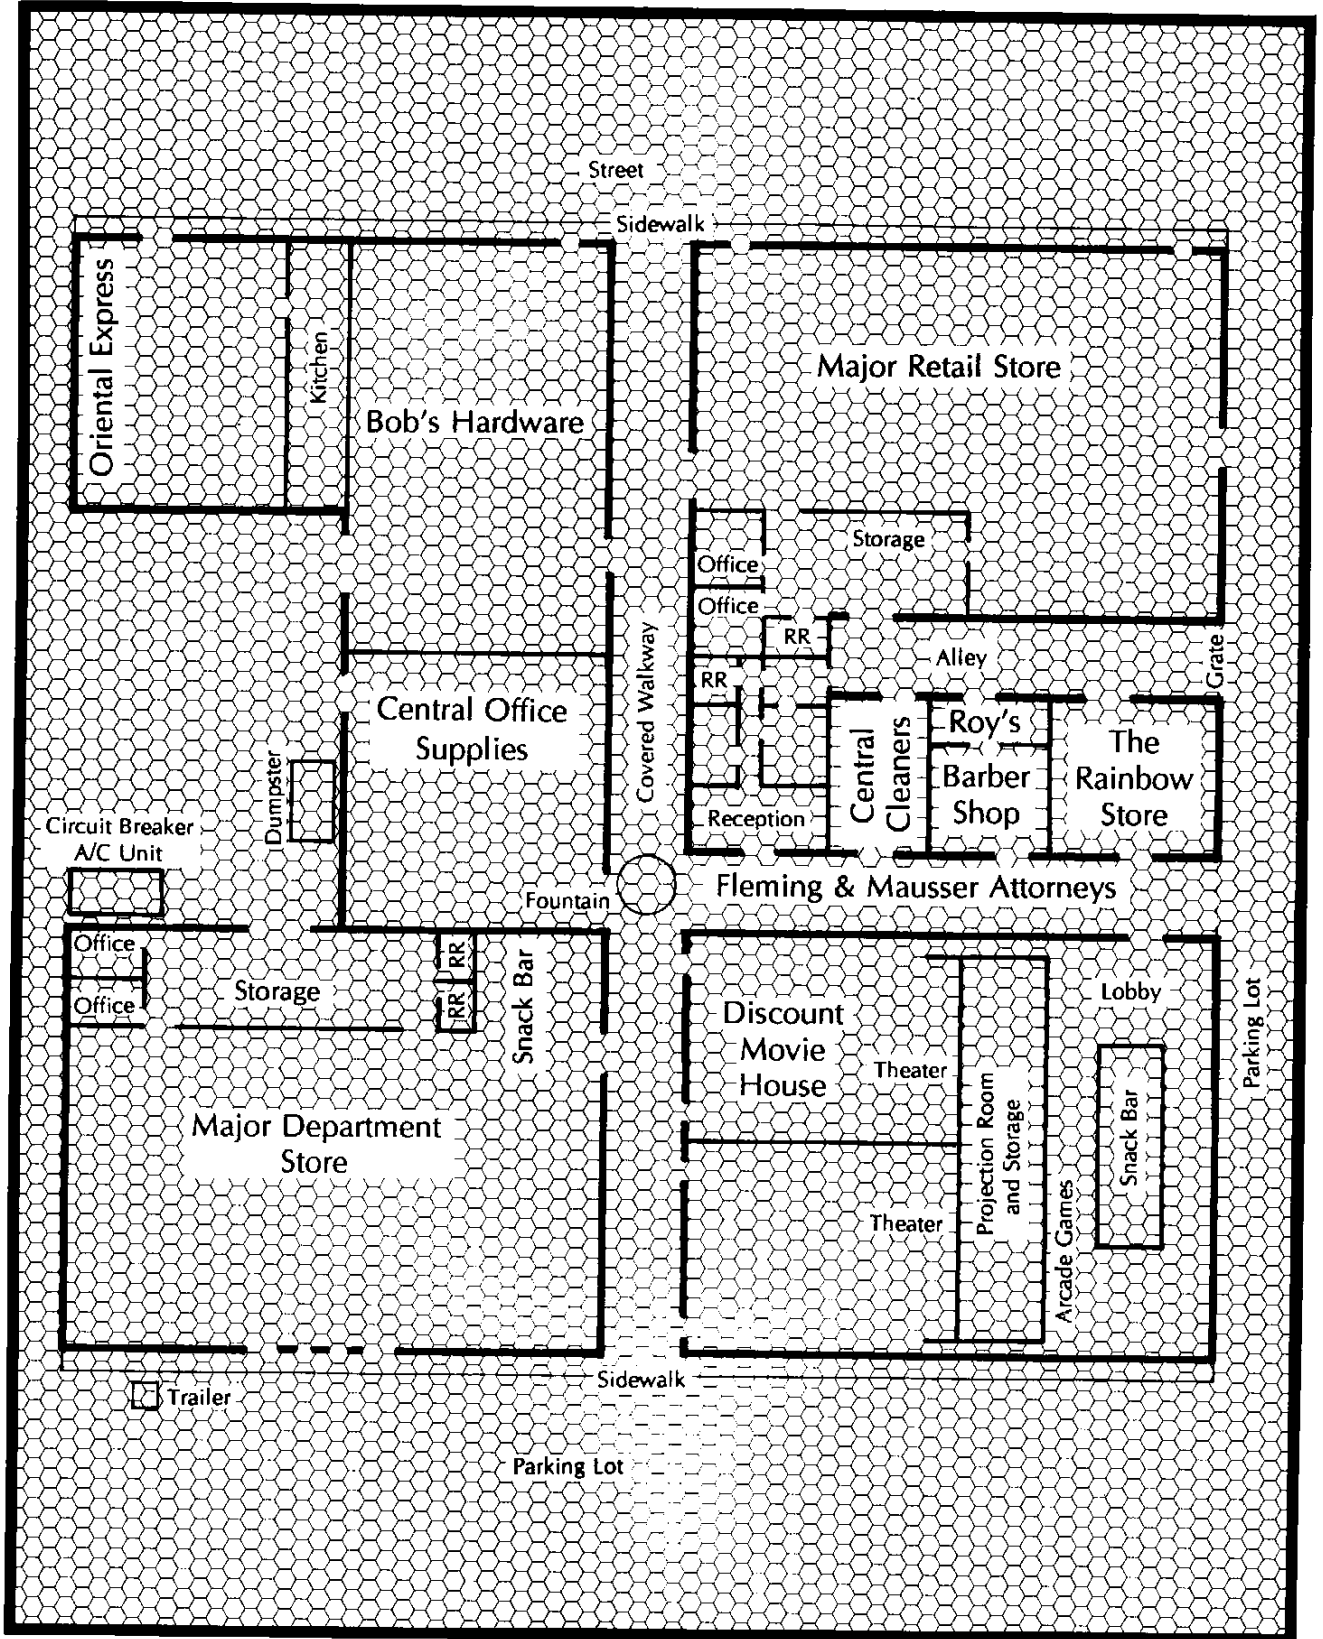 Street
Sidewalk
Oriental Express
Kitchen
Bob's Hardware
Major Retail Store
Storage
Office
Office
RR
Alley
Grate
Covered Walkway
RR
Central Office
Supplies
Central
Cleaners
Roy's
Barber
Shop
The
Rainbow
Store
Dumpster
Reception
Circuit Breaker
A/C Unit
Fountain
Fleming & Mausser Attorneys
Office
Office
Storage
RR
RR
Snack Bar
Discount
Movie
House
Theater
Lobby
Parking Lot
Projection Room
and Storage
Snack Bar
Major Department
Store
Theater
Arcade Games
Sidewalk
Trailer
Parking Lot